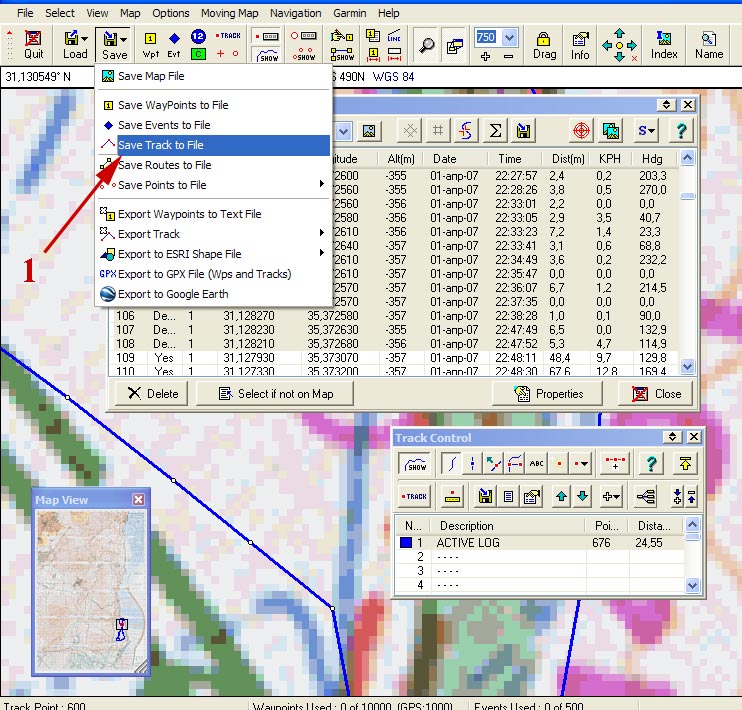 File Select View Map Options Moving Map Navigation Garmin Help
1 12 TRACK LINE 750
Quit Load Save Wpt Evt C SHOW SHOW Drag Info Index Name
31,130549° N 490N WGS 84
Save Map File
Save WayPoints to File
Save Events to File
Save Track to File
Save Routes to File
Save Points to File
Export Waypoints to Text File
Export Track
Export to ESRI Shape File
GPX Export to GPX File (Wps and Tracks)
Export to Google Earth
1
Σ S ?
itude Alt(m) Date Time Dist(m) KPH Hdg
2600 -355 01-апр-07 22:27:57 2,4 0,2 203,3
2560 -356 01-апр-07 22:28:26 3,8 0,5 270,0
2560 -356 01-апр-07 22:33:01 2,2 0,0 0,0
2580 -356 01-апр-07 22:33:05 2,9 3,5 40,7
2610 -356 01-апр-07 22:33:23 7,2 1,4 23,3
2640 -357 01-апр-07 22:33:41 3,1 0,6 68,8
2610 -356 01-апр-07 22:34:49 3,6 0,2 232,2
2610 -356 01-апр-07 22:35:47 0,0 0,0 0,0
2570 -356 01-апр-07 22:36:07 6,7 1,2 214,5
2570 -356 01-апр-07 22:37:35 0,0 0,0 0,0
106 De... 1 31,128270 35,372580 -356 01-апр-07 22:38:28 1,0 0,1 90,0
107 De... 1 31,128270 35,372630 -355 01-апр-07 22:47:49 6,5 0,0 132,9
108 De... 1 31,128210 35,372680 -356 01-апр-07 22:47:52 5,3 4,7 114,9
109 Yes 1 31,127930 35,373070 -357 01-апр-07 22:48:11 48,4 9,7 129,8
110 Yes 1 31,127330 35,373200 -357 01-апр-07 22:48:30 67,6 12,8 169,4
Delete Select if not on Map Properties Close
Track Control
SHOW ABC ?
TRACK
N... Description Poi... Dista...
1 ACTIVE LOG 676 24,55
2 - - - -
3 - - - -
4 - - - -
Map View
Track Point : 600 Waypoints Used : 0 of 10000 (GPS:1000) Events Used : 0 of 500